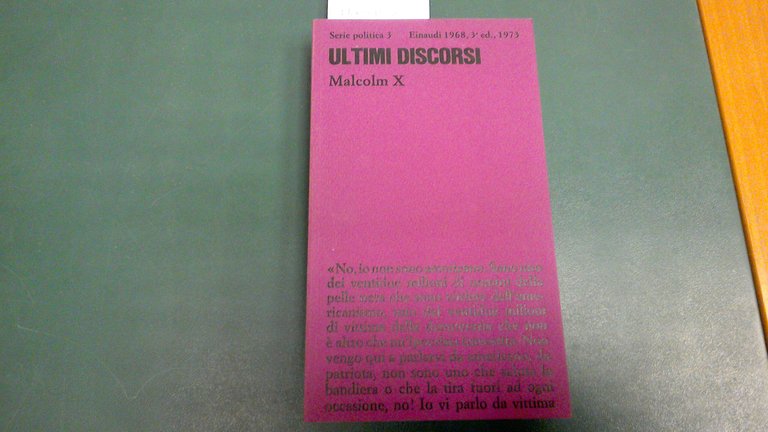 Serie politica 3 Einaudi 1968, 3ª ed., 1973
ULTIMI DISCORSI
Malcolm X
«No, io non sono americano. Sono uno
dei ventidue milioni di uomini dalla
pelle nera che sono vittime dell'ame-
ricanismo, uno dei ventidue milioni
di vittime della democrazia che non
è altro che un'ipocrisia mascherata. Non
vengo qui a parlarvi da americano, da
patriota, non sono uno che saluta la
bandiera o che la tira fuori ad ogni
occasione, no! Io vi parlo da vittima